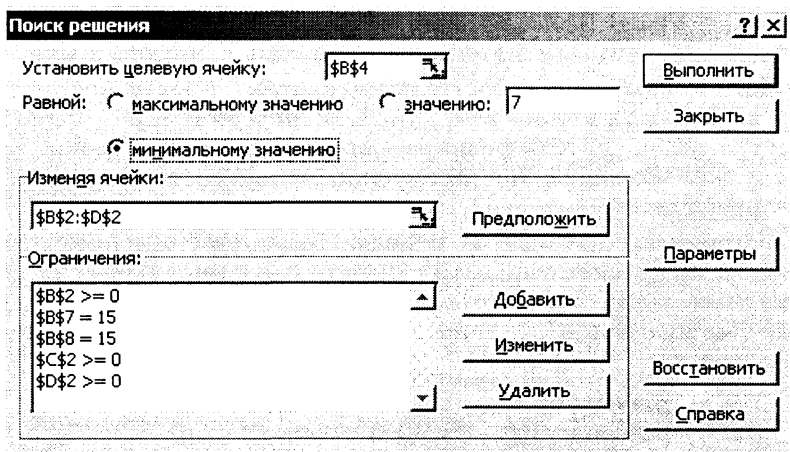 Поиск решения
Установить целевую ячейку: $B$4
Выполнить
Равной: максимальному значению значению: 7
Закрыть
минимальному значению
Изменяя ячейки:
$B$2:$D$2
Предположить
Параметры
Ограничения:
$B$2 >= 0
$B$7 = 15
$B$8 = 15
$C$2 >= 0
$D$2 >= 0
Добавить
Изменить
Удалить
Восстановить
Справка